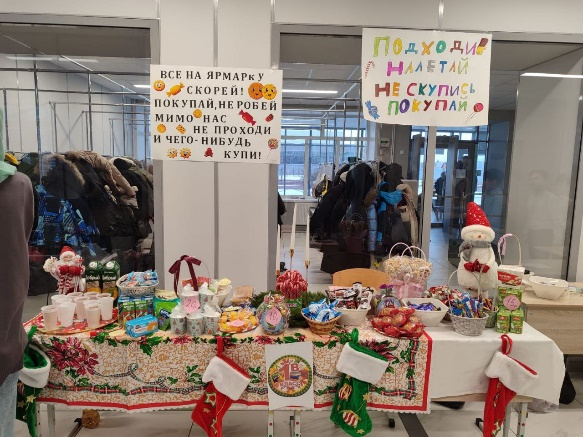 ВСЕ НА ЯРМАРКУ
СКОРЕЙ!
ПОКУПАЙ, НЕ РОБЕЙ
МИМО НАС
НЕ ПРОХОДИ
И ЧЕГО-НИБУДЬ
КУПИ!
ПОДХОДИ
НАЛЕТАЙ
НЕ СКУПИСЬ
ПОКУПАЙ